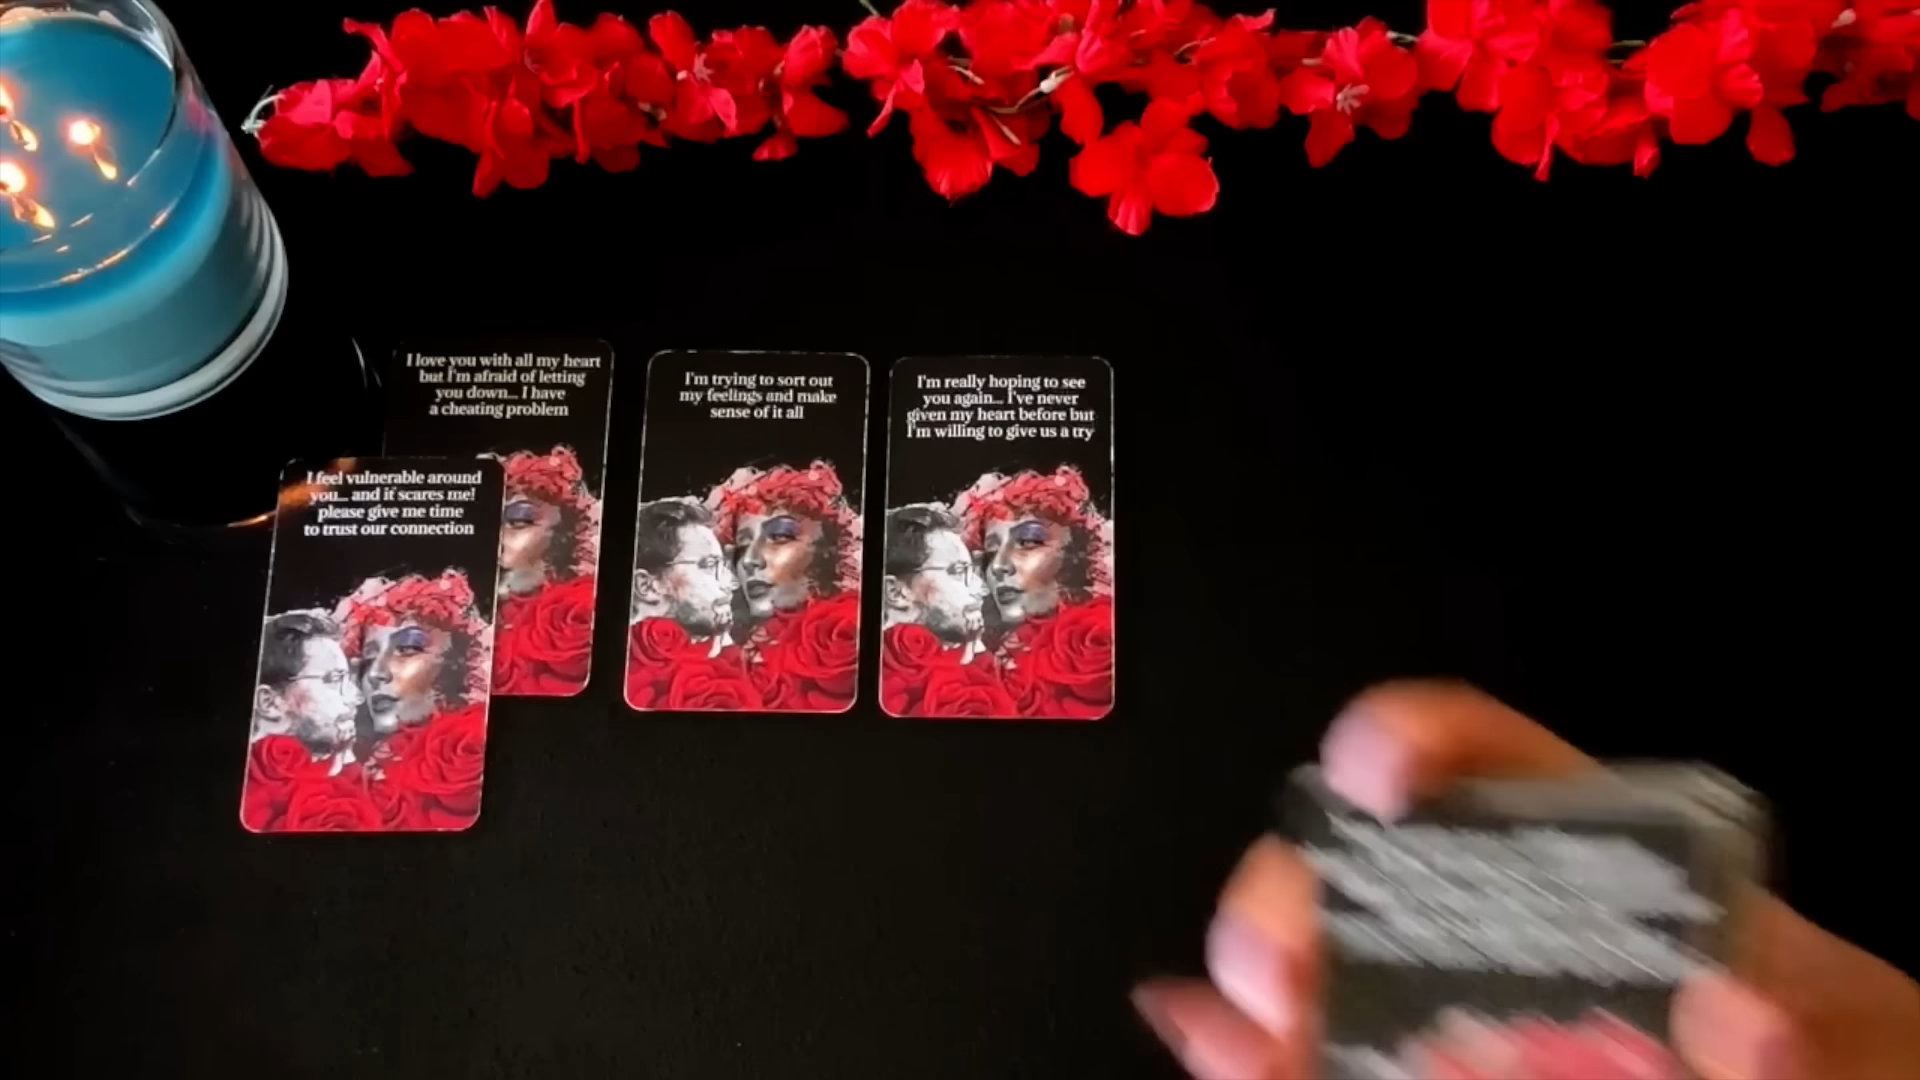 I love you with all my heart
but I'm afraid of letting
you down... I have
a cheating problem
I feel vulnerable around
you... and it scares me!
please give me time
to trust our connection
I'm trying to sort out
my feelings and make
sense of it all
I'm really hoping to see
you again... I've never
given my heart before but
I'm willing to give us a try